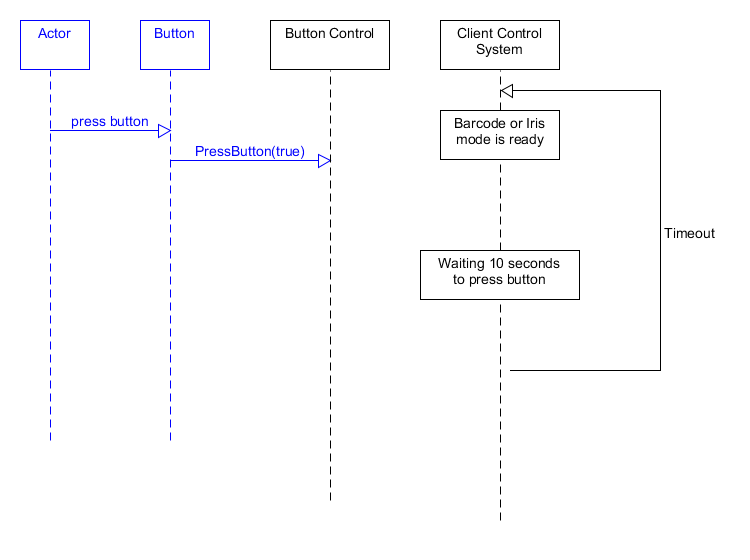 Actor
Button
Button Control
Client Control
System
press button
Barcode or Iris
mode is ready
PressButton(true)
Timeout
Waiting 10 seconds
to press button